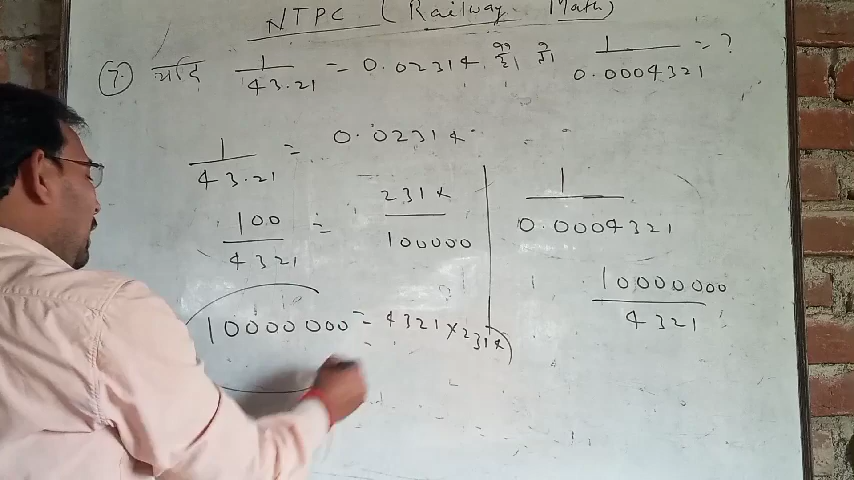 NTPC (Railway Math)
7. यदि 1/43.21 = 0.02314 हो तो 1/0.0004321 = ?
1/43.21 = 0.02314
100/4321 = 2314/100000
10000000 = 4321 × 2314
1/0.0004321
10000000/4321